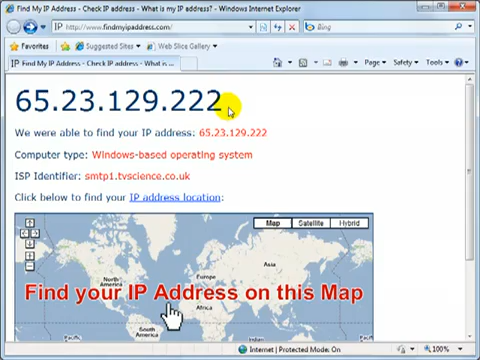 Find My IP Address - Check IP address - What is my IP address? - Windows Internet Explorer
IP http://www.findmyipaddress.com/
Bing
Favorites
Suggested Sites
Web Slice Gallery
IP Find My IP Address - Check IP address - What is ...
Page
Safety
Tools
65.23.129.222
We were able to find your IP address: 65.23.129.222
Computer type: Windows-based operating system
ISP Identifier: smtp1.tvscience.co.uk
Click below to find your IP address location:
Map
Satellite
Hybrid
Asia
North America
Europe
Find your IP Address on this Map
Africa
South America
Internet | Protected Mode: On
100%